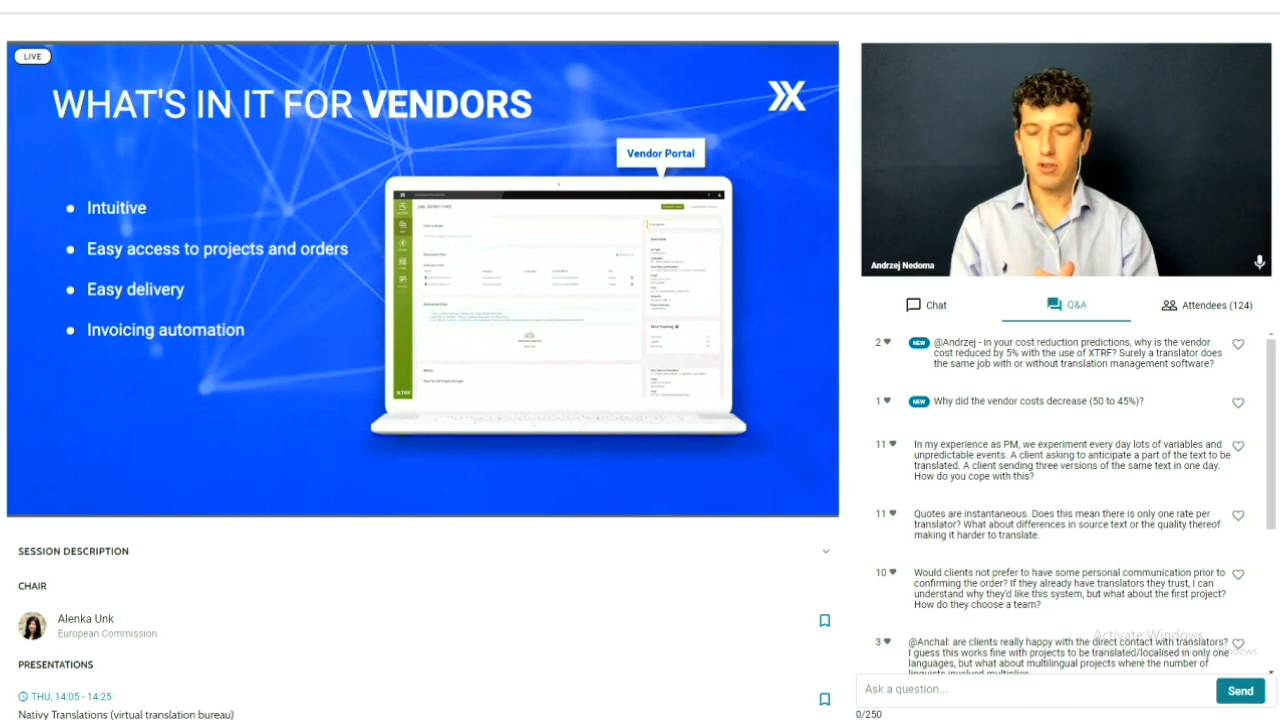 LIVE
WHAT'S IN IT FOR VENDORS
Vendor Portal
Intuitive
Easy access to projects and orders
Easy delivery
Invoicing automation
XTRF
Andrzej Nedoma
Chat
Q&A
Attendees (124)
2
NEW @Andrzej - in your cost reduction predictions, why is the vendor
cost reduced by 5% with the use of XTRF? Surely a translator does
the same job with or without translation management software?
1
NEW Why did the vendor costs decrease (50 to 45%)?
11
In my experience as PM, we experiment every day lots of variables and
unpredictable events. A client asking to anticipate a part of the text to be
translated. A client sending three versions of the same text in one day.
How do you cope with this?
11
Quotes are instantaneous. Does this mean there is only one rate per
translator? What about differences in source text or the quality thereof
making it harder to translate.
10
Would clients not prefer to have some personal communication prior to
confirming the order? If they already have translators they trust, I can
understand why they'd like this system, but what about the first project?
How do they choose a team?
3
@Anchal: are clients really happy with the direct contact with translators?
I guess this works fine with projects to be translated/localised in only one
languages, but what about multilingual projects where the number of
linguists involved multiplies
Activate Windows
Ask a question...
Send
0/250
SESSION DESCRIPTION
CHAIR
Alenka Unk
European Commission
PRESENTATIONS
THU, 14:05 - 14:25
Nativy Translations (virtual translation bureau)